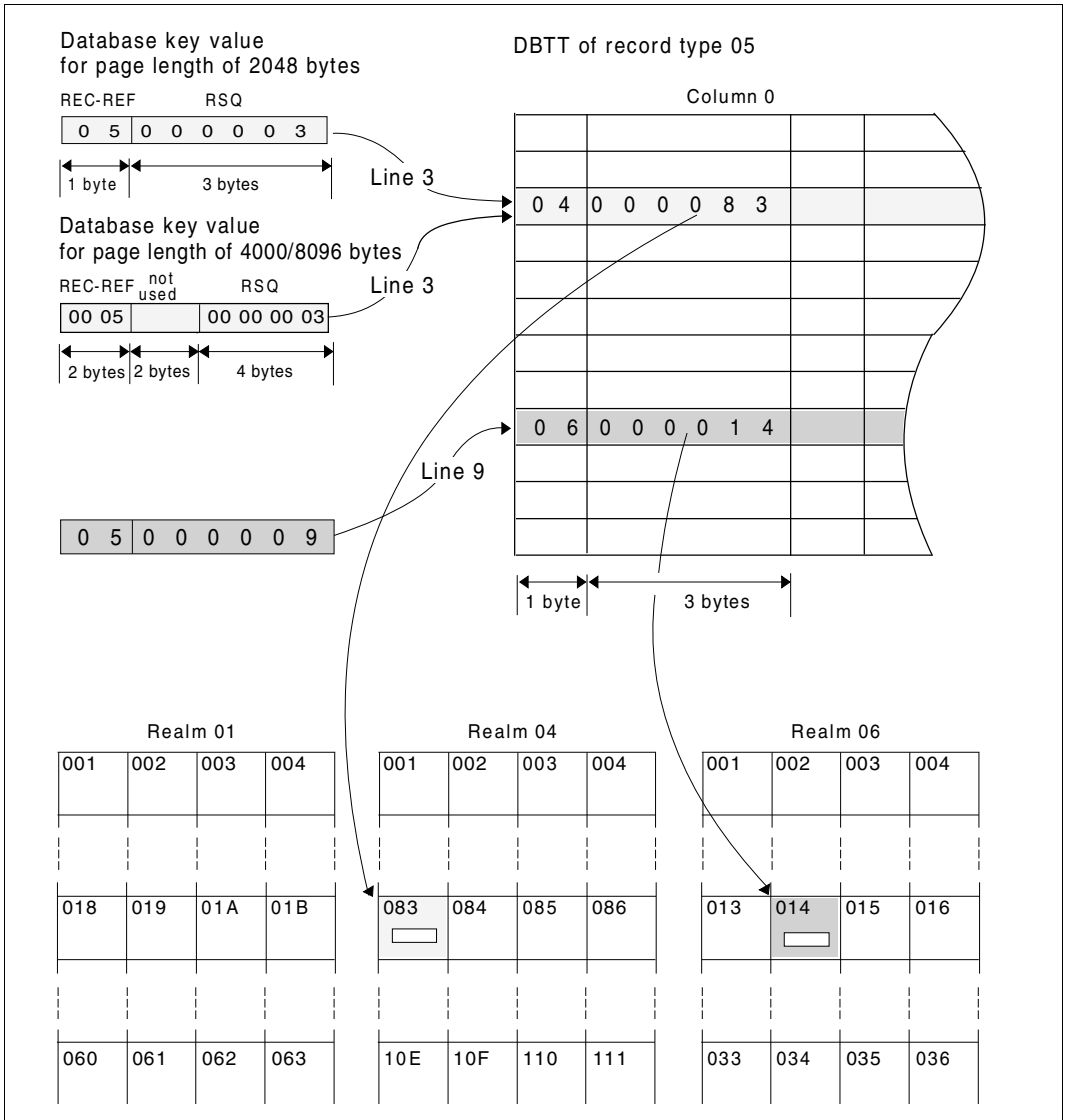 Database key value
for page length of 2048 bytes
REC-REF RSQ
0 5 0 0 0 0 0 3
1 byte 3 bytes
Line 3
Database key value
for page length of 4000/8096 bytes
REC-REF not used RSQ
00 05 00 00 00 03
2 bytes 2 bytes 4 bytes
Line 3
0 5 0 0 0 0 0 9
Line 9
DBTT of record type 05
Column 0
0 4 0 0 0 0 8 3
0 6 0 0 0 0 1 4
1 byte 3 bytes
Realm 01
001 002 003 004
018 019 01A 01B
060 061 062 063
Realm 04
001 002 003 004
083 084 085 086
10E 10F 110 111
Realm 06
001 002 003 004
013 014 015 016
033 034 035 036